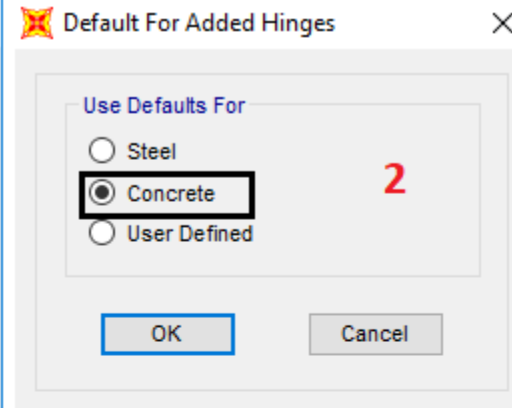 Default For Added Hinges
Use Defaults For
Steel
Concrete
2
User Defined
OK
Cancel